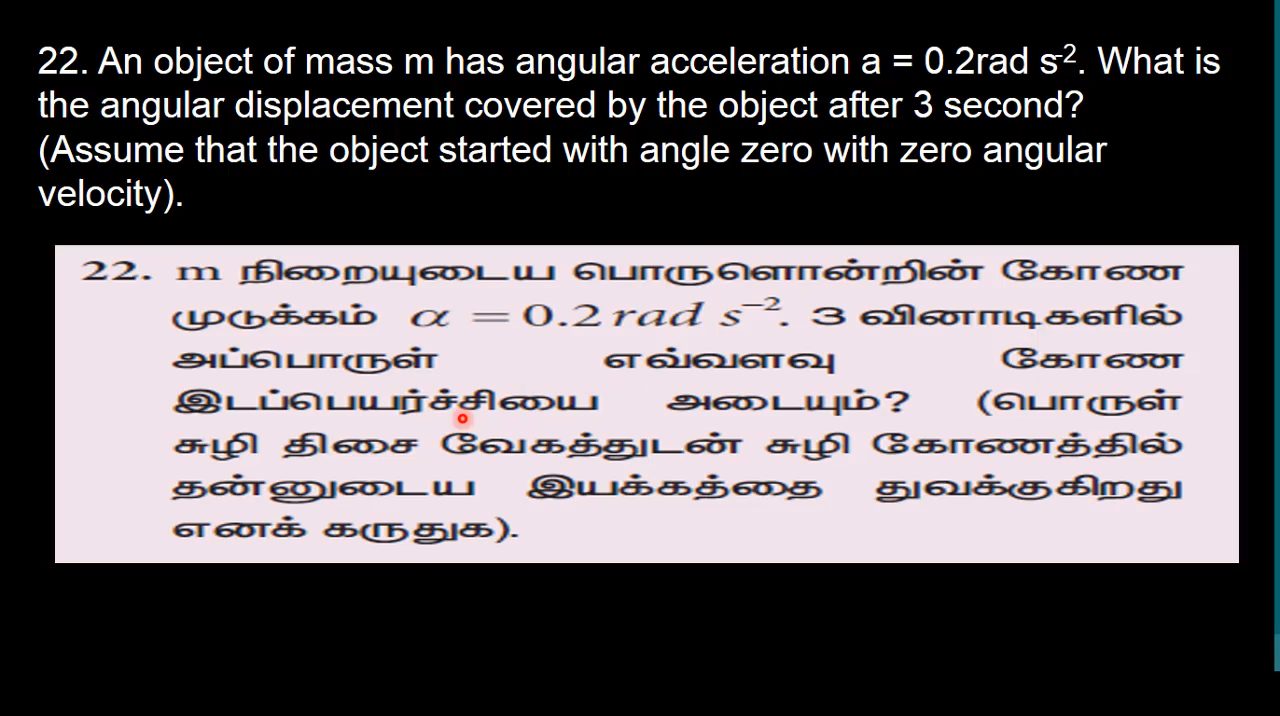 22. An object of mass m has angular acceleration a = 0.2rad s⁻². What is
the angular displacement covered by the object after 3 second?
(Assume that the object started with angle zero with zero angular
velocity).
22. m நிறையுடைய பொருளொன்றின் கோண
முடுக்கம் α = 0.2 rad s⁻². 3 வினாடிகளில்
அப்பொருள் எவ்வளவு கோண
இடப்பெயர்ச்சியை அடையும்? (பொருள்
சுழி திசை வேகத்துடன் சுழி கோணத்தில்
தன்னுடைய இயக்கத்தை துவக்குகிறது
எனக் கருதுக).